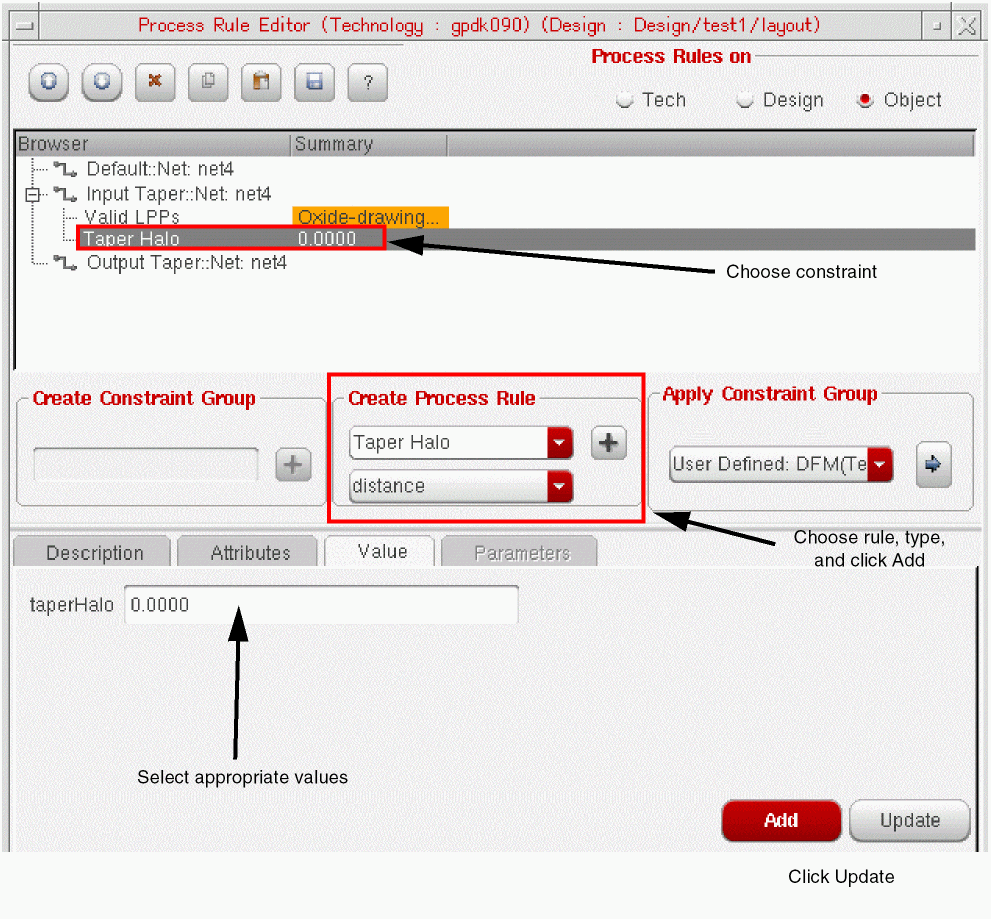 Process Rule Editor (Technology : gpdk090) (Design : Design/test1/layout)
Process Rules on
?
Tech
Design
Object
Browser
Summary
Default::Net: net4
Input Taper::Net: net4
Valid LPPs
Oxide-drawing...
Taper Halo
0.0000
Output Taper::Net: net4
Choose constraint
Create Constraint Group
Create Process Rule
Apply Constraint Group
Taper Halo
distance
User Defined: DFM(Te
Choose rule, type,
and click Add
Description
Attributes
Value
Parameters
taperHalo
0.0000
Select appropriate values
Add
Update
Click Update